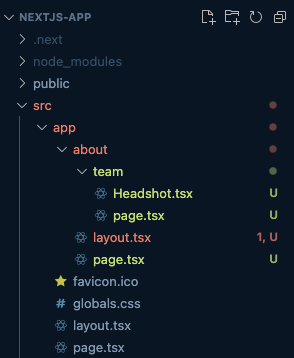 NEXTJS-APP
.next
node_modules
public
src
app
about
team
Headshot.tsx U
page.tsx U
layout.tsx 1, U
page.tsx U
favicon.ico
globals.css
layout.tsx
page.tsx